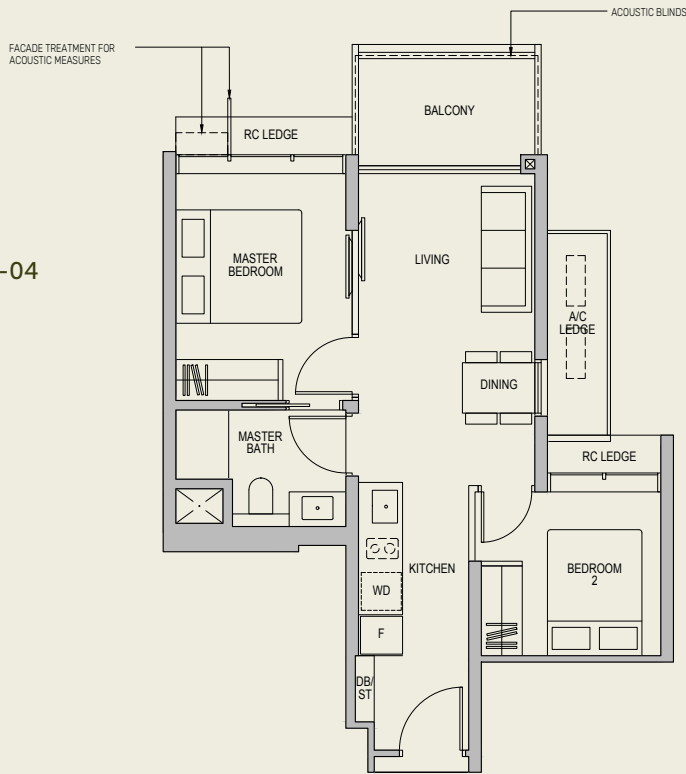 ACOUSTIC BLINDS
FACADE TREATMENT FOR
ACOUSTIC MEASURES
BALCONY
RC LEDGE
-04
MASTER
BEDROOM
LIVING
A/C
LEDGE
DINING
MASTER
BATH
RC LEDGE
KITCHEN
BEDROOM
2
WD
F
DB/
ST